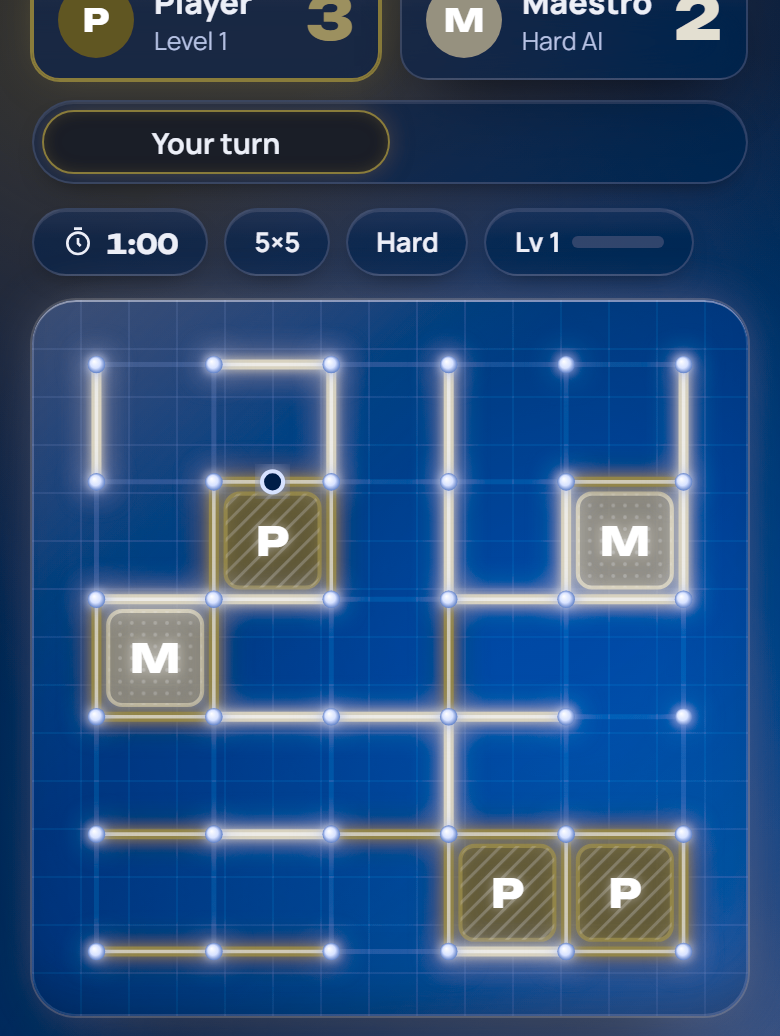 P
Player
3
Level 1
M
Maestro
2
Hard AI
Your turn
1:00
5×5
Hard
Lv 1
P
M
M
P
P